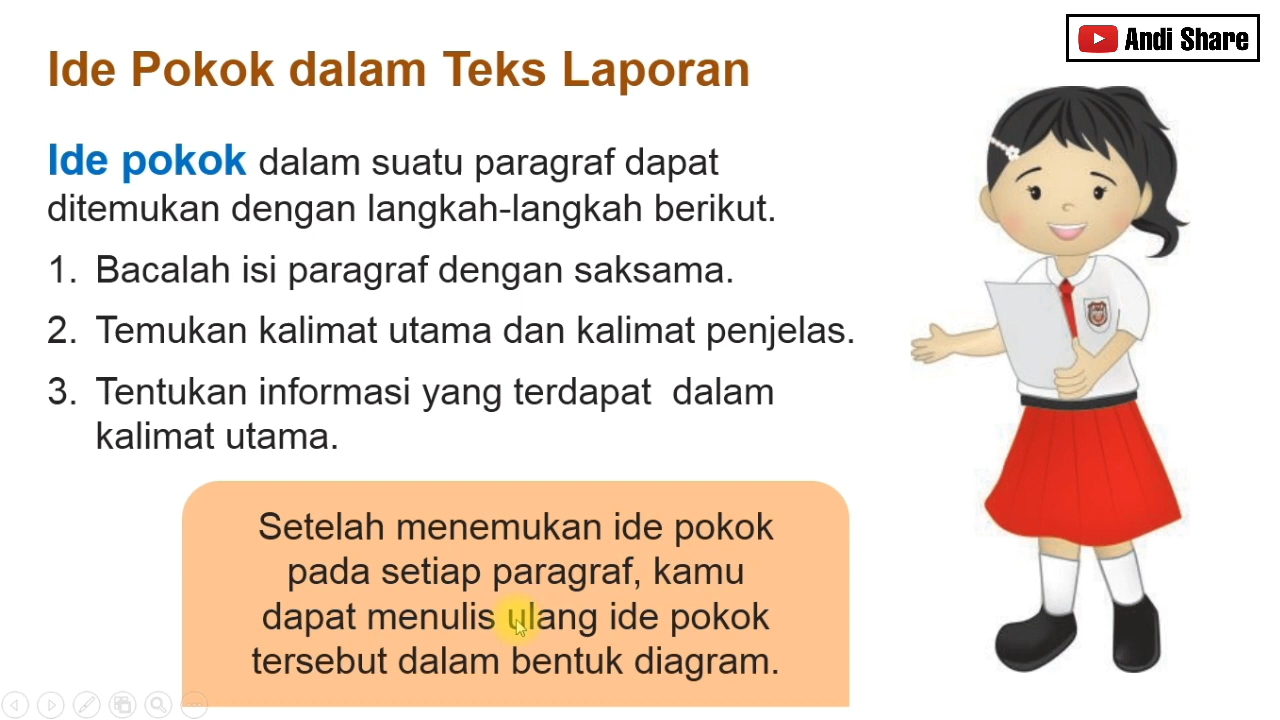 Andi Share
Ide Pokok dalam Teks Laporan
Ide pokok dalam suatu paragraf dapat
ditemukan dengan langkah-langkah berikut.
1. Bacalah isi paragraf dengan saksama.
2. Temukan kalimat utama dan kalimat penjelas.
3. Tentukan informasi yang terdapat dalam
kalimat utama.
Setelah menemukan ide pokok
pada setiap paragraf, kamu
dapat menulis ulang ide pokok
tersebut dalam bentuk diagram.